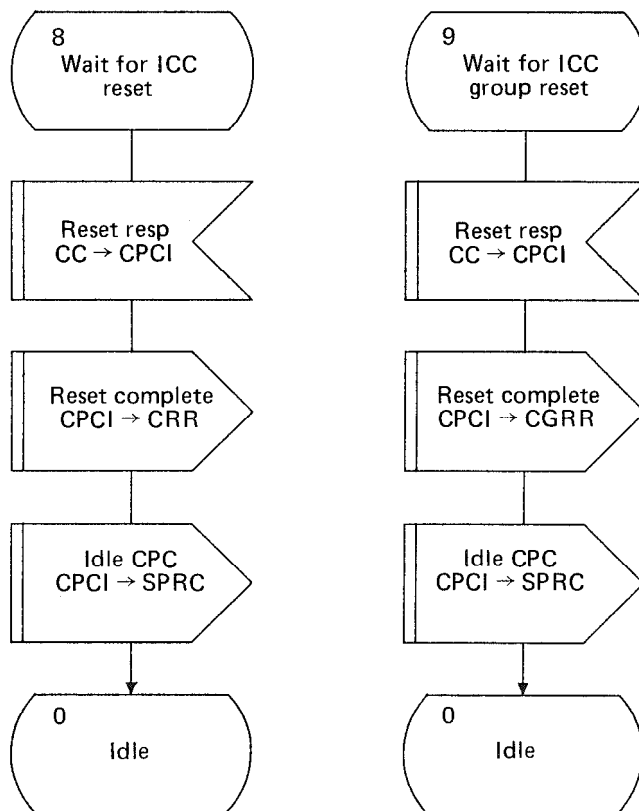 8
Wait for ICC
reset
Reset resp
CC → CPCI
Reset complete
CPCI → CRR
Idle CPC
CPCI → SPRC
0
Idle
9
Wait for ICC
group reset
Reset resp
CC → CPCI
Reset complete
CPCI → CGRR
Idle CPC
CPCI → SPRC
0
Idle